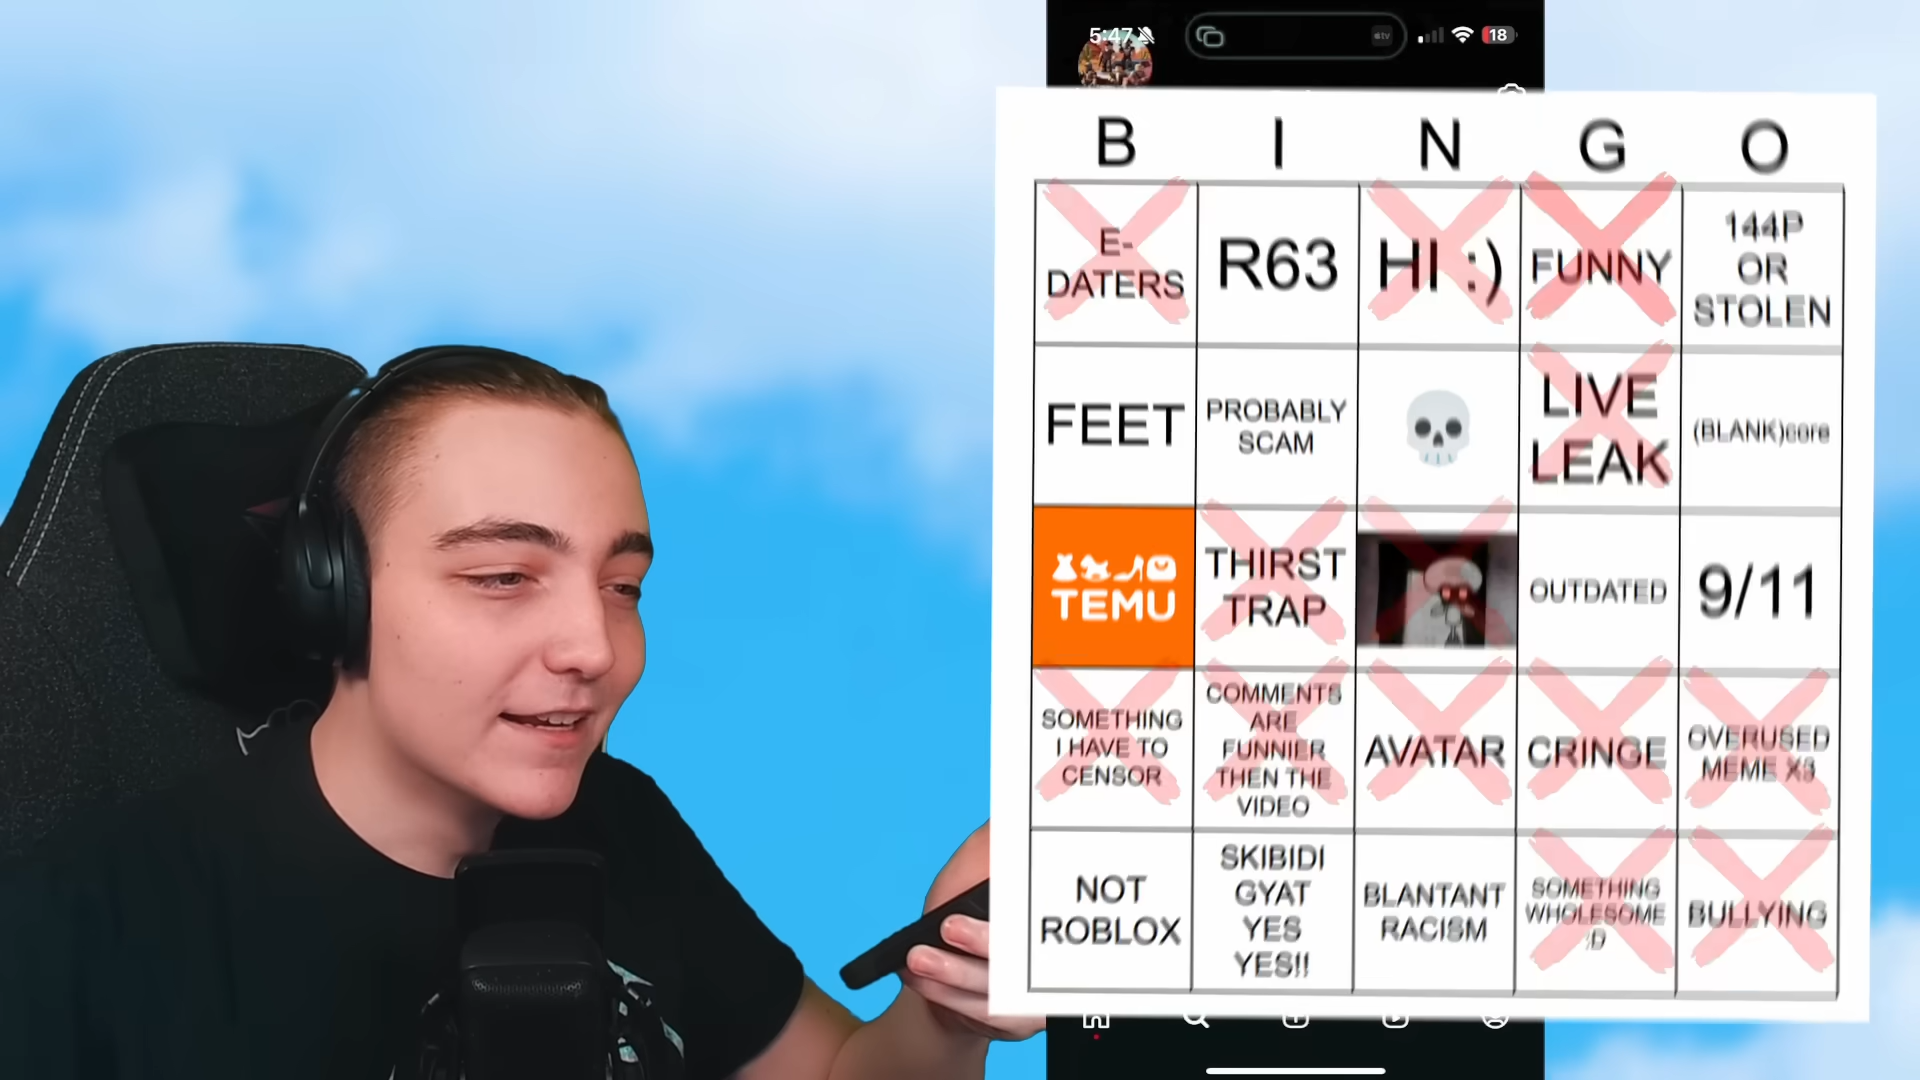 5:47
tv
18
B I N G O
E-
DATERS
R63
HI :)
FUNNY
144P
OR
STOLEN
FEET
PROBABLY
SCAM
LIVE
LEAK
(BLANK)core
TEMU
THIRST
TRAP
OUTDATED
9/11
SOMETHING
I HAVE TO
CENSOR
COMMENTS
ARE
FUNNIER
THEN THE
VIDEO
AVATAR
CRINGE
OVERUSED
MEME X3
NOT
ROBLOX
SKIBIDI
GYAT
YES
YES!!
BLANTANT
RACISM
SOMETHING
WHOLESOME
:D
BULLYING